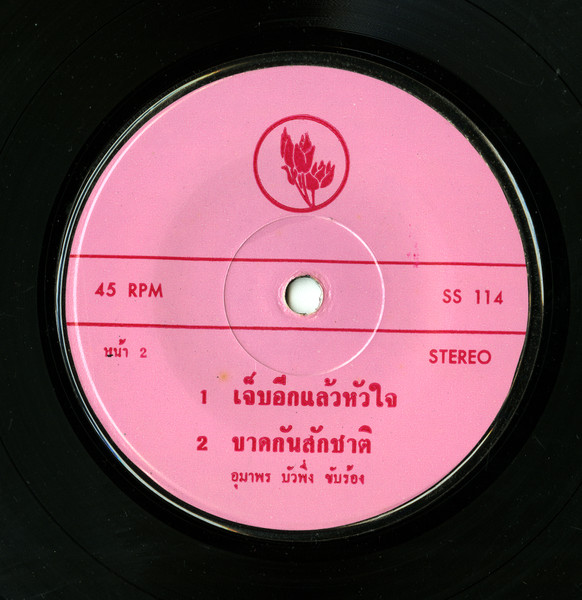 45 RPM
SS 114
หน้า 2
STEREO
1 เจ็บอีกแล้วหัวใจ
2 ขาดกันสักชาติ
อุมาพร บัวพึ่ง ขับร้อง